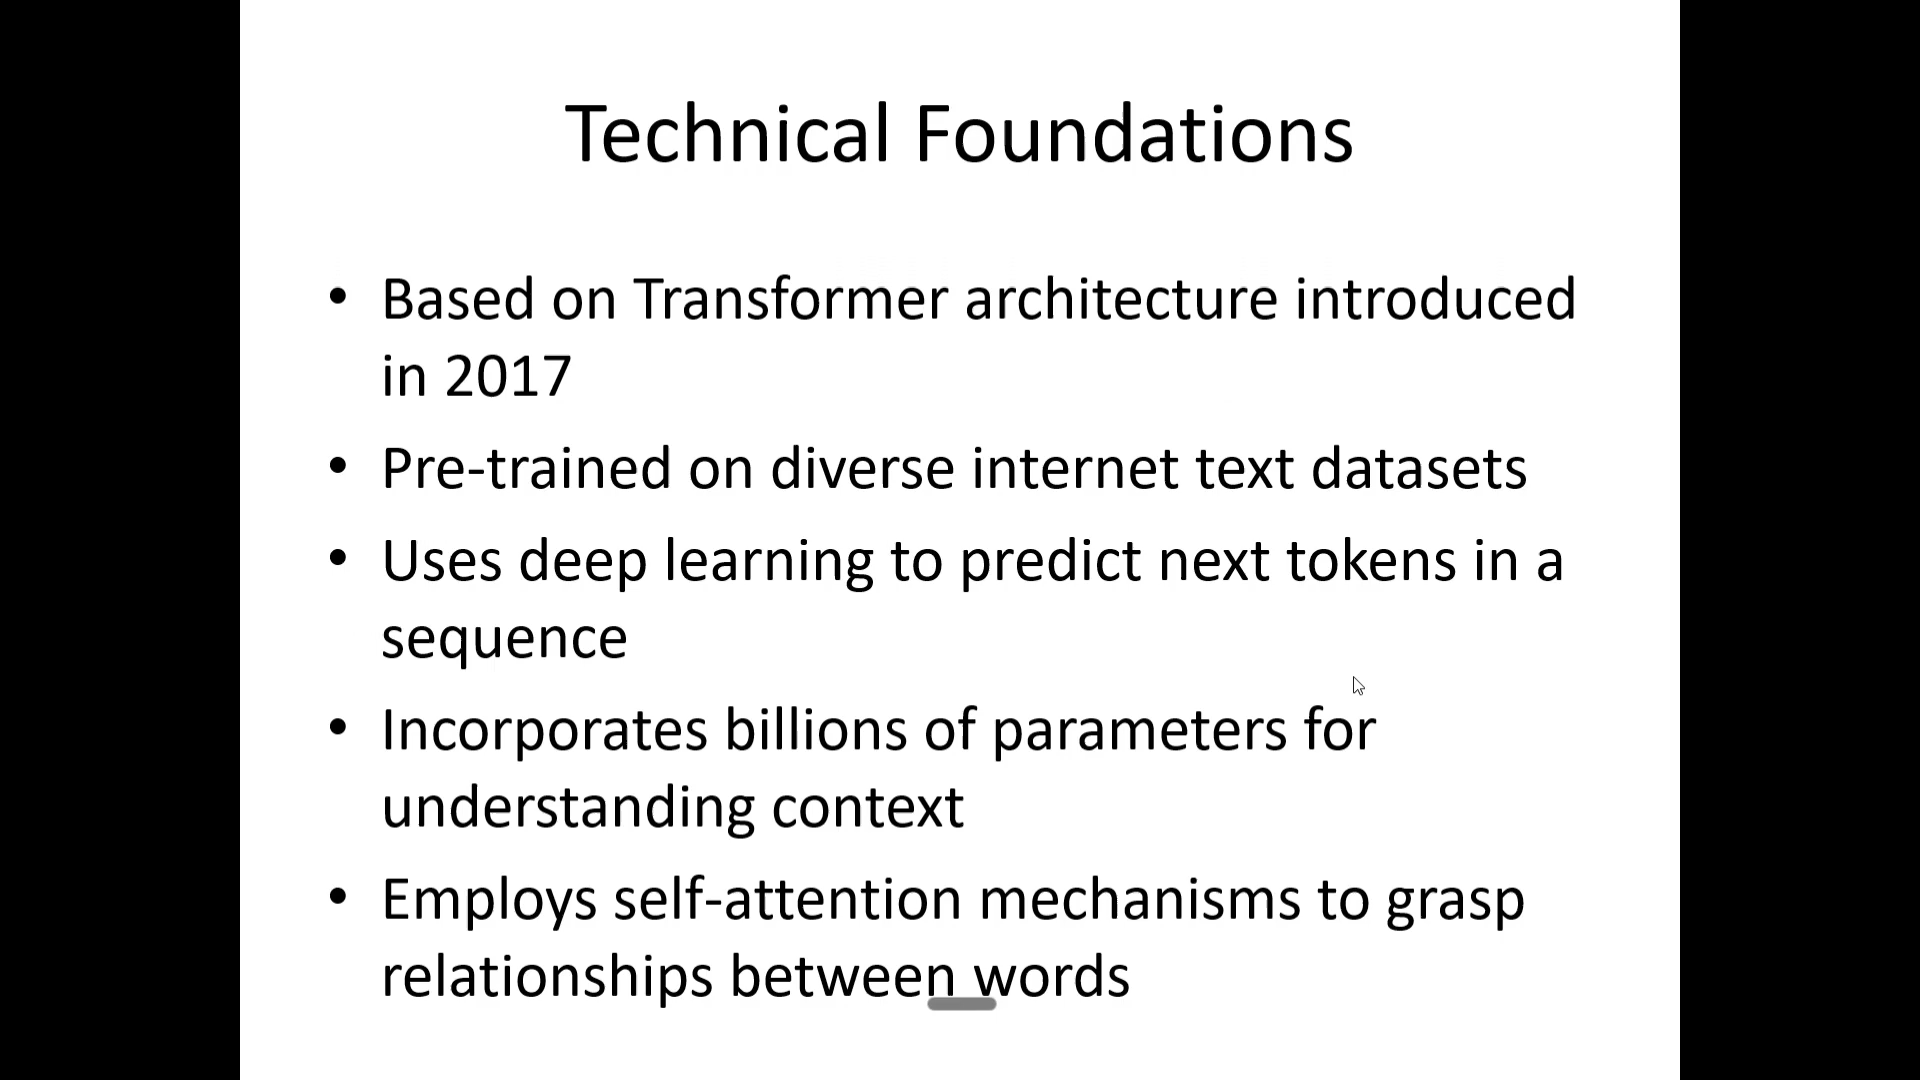 Technical Foundations
• Based on Transformer architecture introduced
in 2017
• Pre-trained on diverse internet text datasets
• Uses deep learning to predict next tokens in a
sequence
• Incorporates billions of parameters for
understanding context
• Employs self-attention mechanisms to grasp
relationships between words